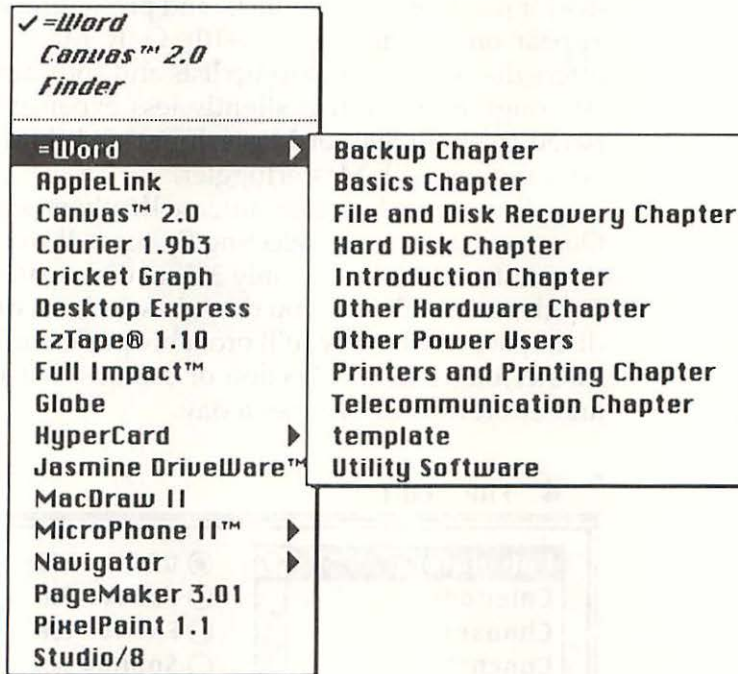 ✓ =Word
Canvas™ 2.0
Finder
=Word ▶
AppleLink
Canvas™ 2.0
Courier 1.9b3
Cricket Graph
Desktop Express
EzTape® 1.10
Full Impact™
Globe
HyperCard ▶
Jasmine DriveWare™
MacDraw II
MicroPhone II™ ▶
Navigator ▶
PageMaker 3.01
PixelPaint 1.1
Studio/8
Backup Chapter
Basics Chapter
File and Disk Recovery Chapter
Hard Disk Chapter
Introduction Chapter
Other Hardware Chapter
Other Power Users
Printers and Printing Chapter
Telecommunication Chapter
template
Utility Software